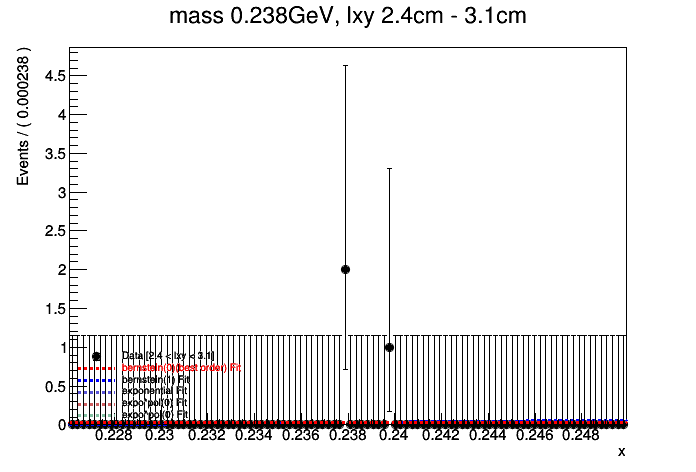 mass 0.238GeV, lxy 2.4cm - 3.1cm
Events / ( 0.000238 )
4.5
4
3.5
3
2.5
2
1.5
1
0.5
0
Data [2.4 < lxy < 3.1]
bernstein(0)(best order) Fit
bernstein(1) Fit
exponential Fit
expo*pol(0) Fit
expo*pol(0) Fit
0.228 0.23 0.232 0.234 0.236 0.238 0.24 0.242 0.244 0.246 0.248
x